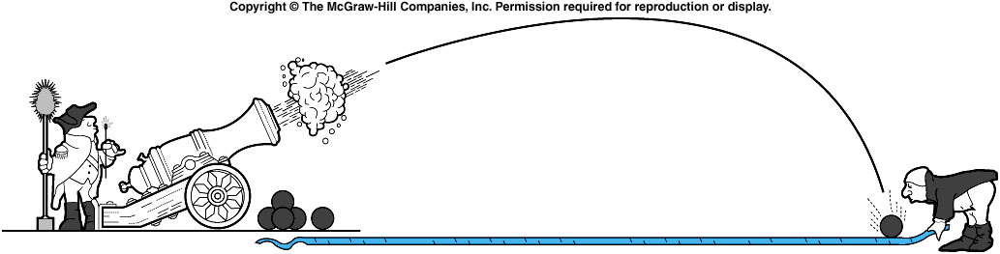 Copyright © The McGraw-Hill Companies, Inc. Permission required for reproduction or display.